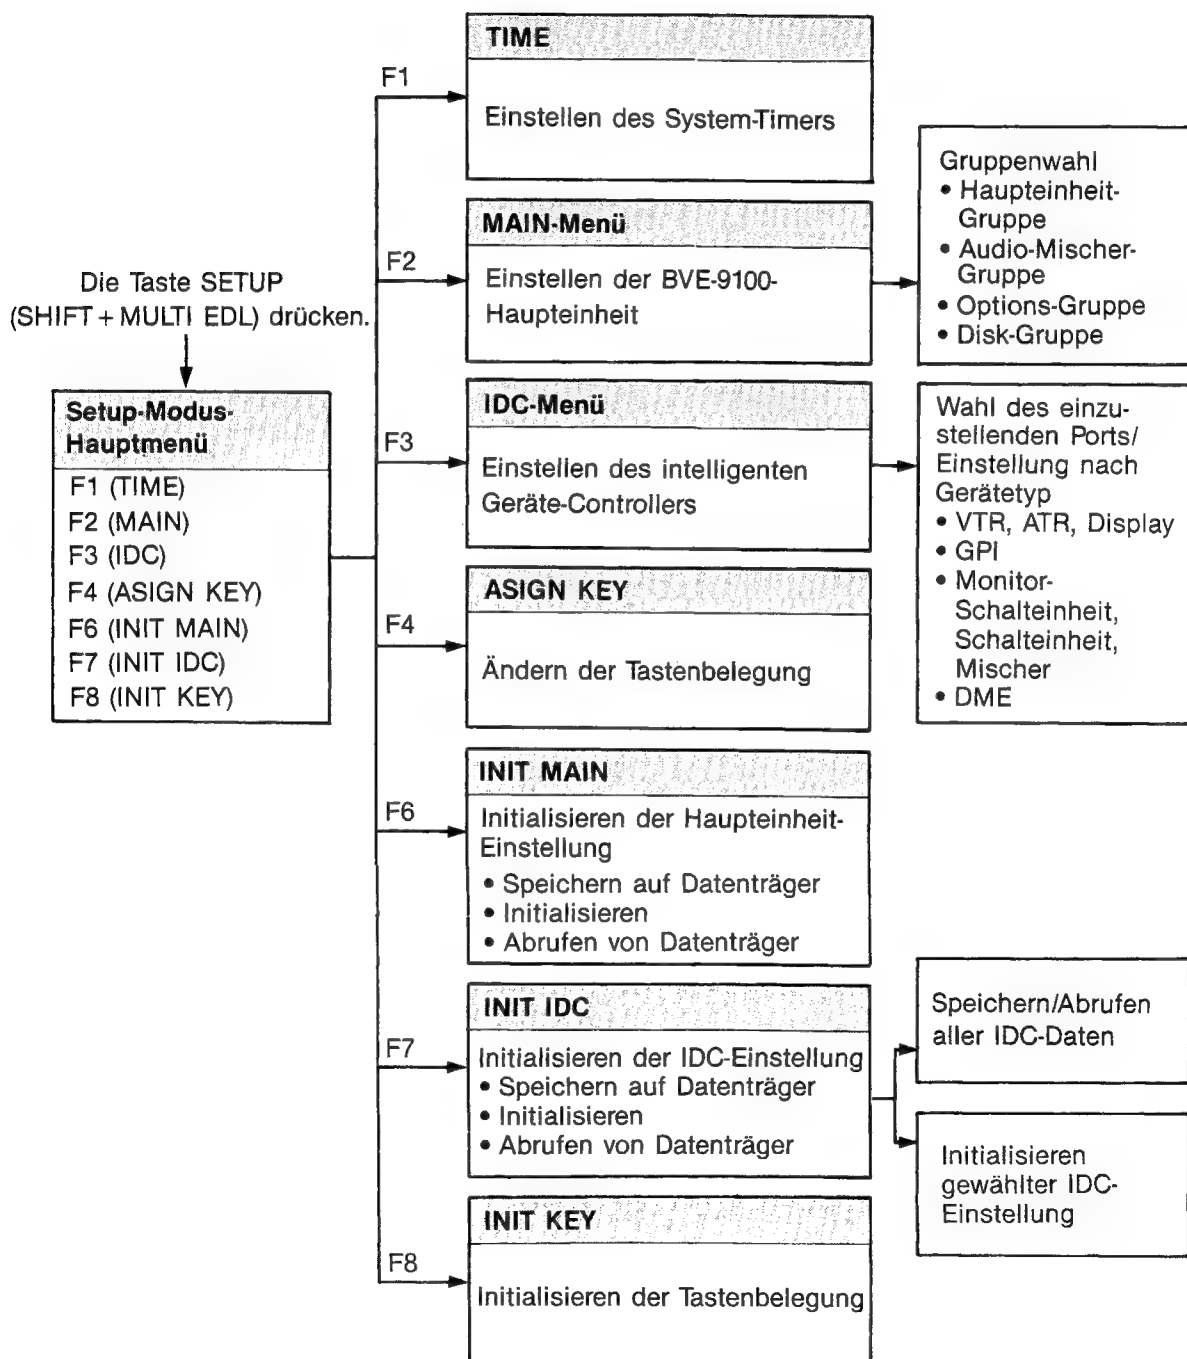 Die Taste SETUP
(SHIFT + MULTI EDL) drücken.
Setup-Modus-
Hauptmenü
F1 (TIME)
F2 (MAIN)
F3 (IDC)
F4 (ASIGN KEY)
F6 (INIT MAIN)
F7 (INIT IDC)
F8 (INIT KEY)
F1
TIME
Einstellen des System-Timers
F2
MAIN-Menü
Einstellen der BVE-9100-
Haupteinheit
Gruppenwahl
• Haupteinheit-
Gruppe
• Audio-Mischer-
Gruppe
• Options-Gruppe
• Disk-Gruppe
F3
IDC-Menü
Einstellen des intelligenten
Geräte-Controllers
Wahl des einzu-
stellenden Ports/
Einstellung nach
Gerätetyp
• VTR, ATR, Display
• GPI
• Monitor-
Schalteinheit,
Schalteinheit,
Mischer
• DME
F4
ASIGN KEY
Ändern der Tastenbelegung
F6
INIT MAIN
Initialisieren der Haupteinheit-
Einstellung
• Speichern auf Datenträger
• Initialisieren
• Abrufen von Datenträger
F7
INIT IDC
Initialisieren der IDC-Einstellung
• Speichern auf Datenträger
• Initialisieren
• Abrufen von Datenträger
Speichern/Abrufen
aller IDC-Daten
Initialisieren
gewählter IDC-
Einstellung
F8
INIT KEY
Initialisieren der Tastenbelegung